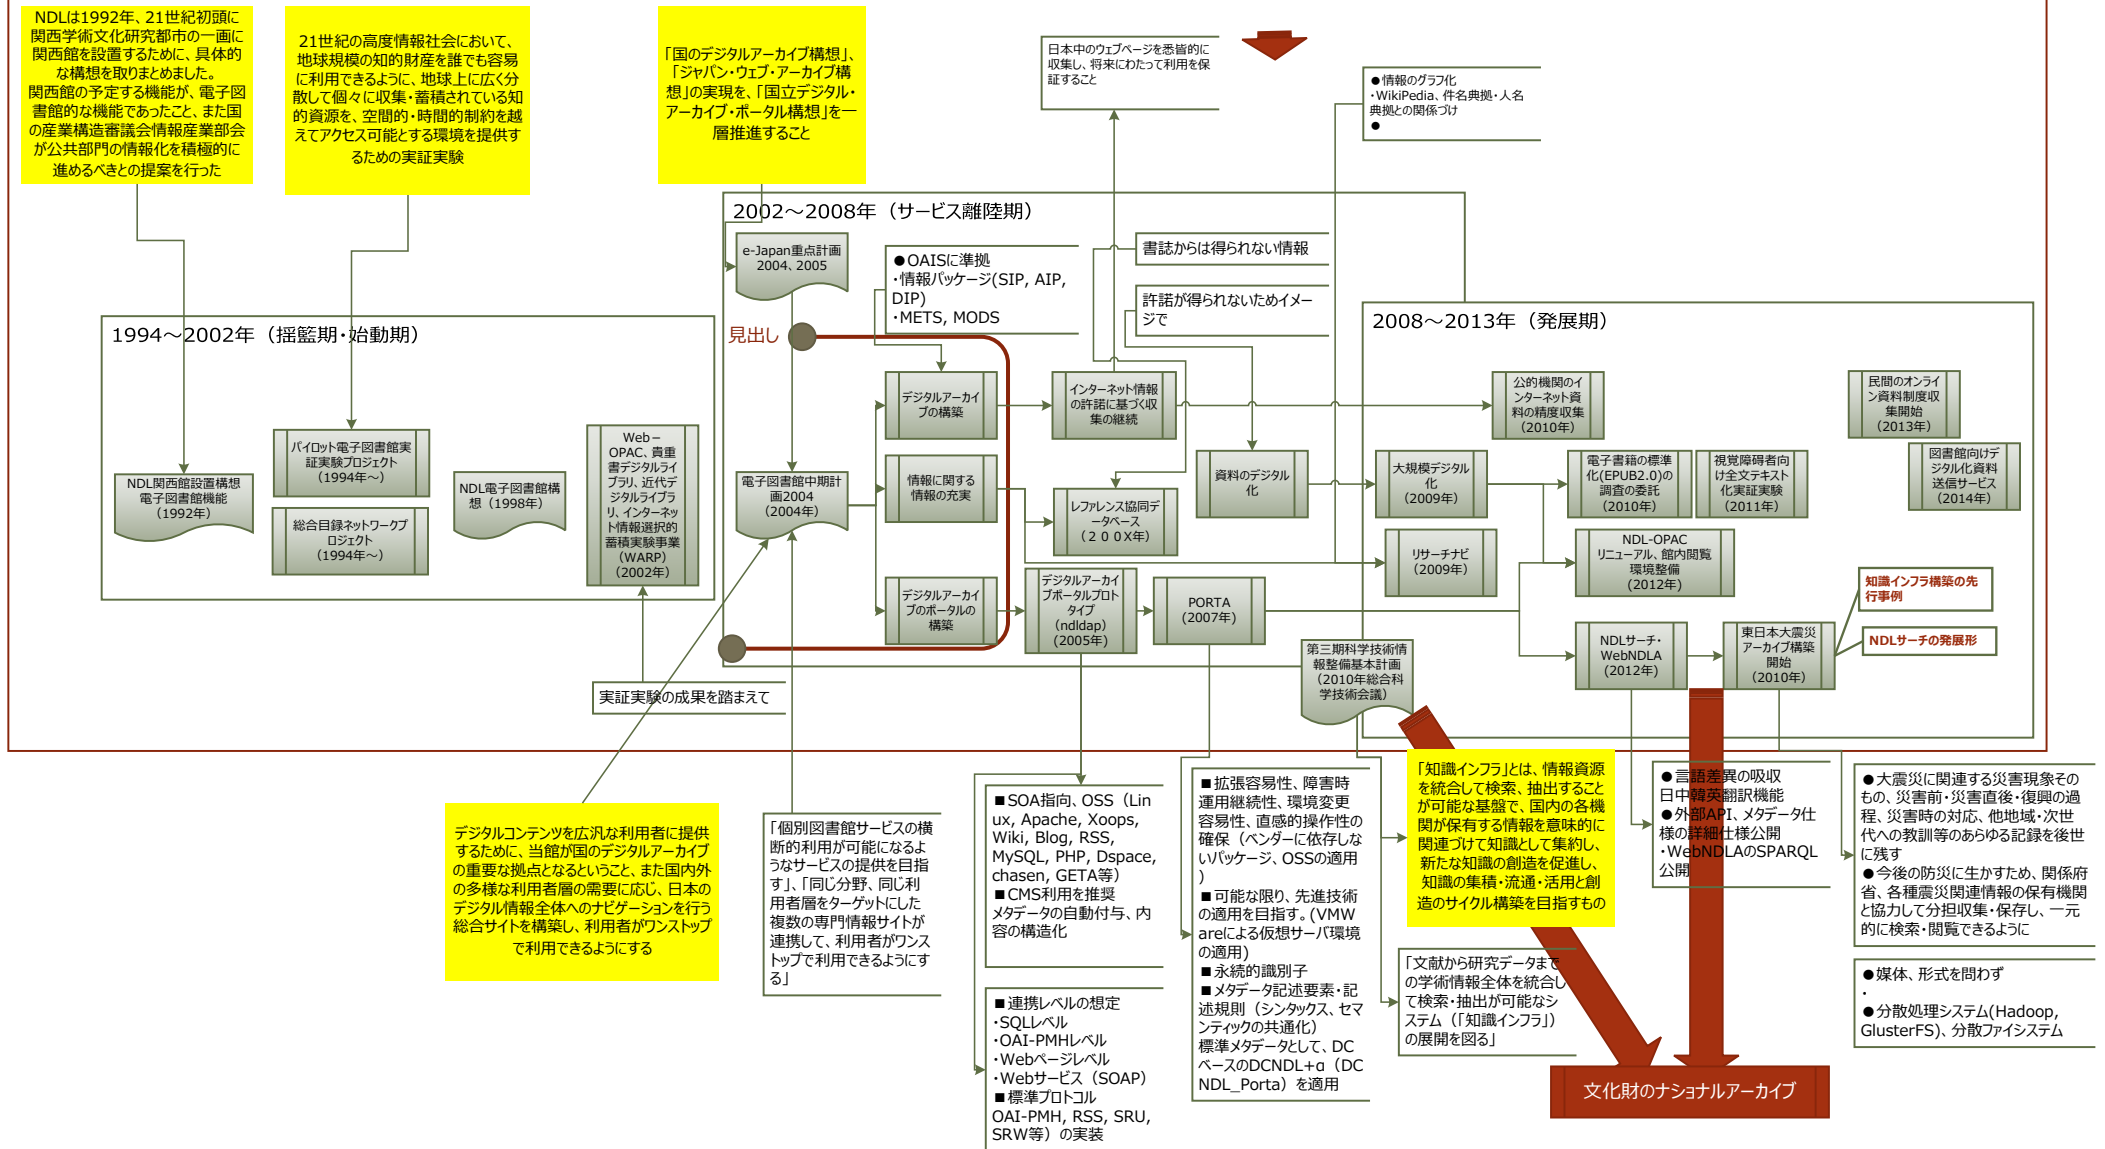 NDLは1992年、21世紀初頭に
関西学術文化研究都市の一画に
関西館を設置するために、具体的
な構想を取りまとめました。
関西館の予定する機能が、電子図
書館的な機能であったこと、また国
の産業構造審議会情報産業部会
が公共部門の情報化を積極的に
進めるべきとの提案を行った
21世紀の高度情報社会において、
地球規模の知的財産を誰でも容易
に利用できるように、地球上に広く分
散して個々に収集・蓄積されている知
的資源を、空間的・時間的制約を越
えてアクセス可能とする環境を提供す
るための実証実験
「国のデジタルアーカイブ構想」、
「ジャパン・ウェブ・アーカイブ構
想」の実現を、「国立デジタル・
アーカイブ・ポータル構想」を一
層推進すること
日本中のウェブページを悉皆的に
収集し、将来にわたって利用を保
証すること
●情報のグラフ化
・WikiPedia、件名典拠・人名
典拠との関係づけ
●
1994～2002年（揺籃期・始動期）
NDL関西館設置構想
電子図書館機能
（1992年）
パイロット電子図書館実
証実験プロジェクト
（1994年～）
総合目録ネットワークプ
ロジェクト
（1994年～）
NDL電子図書館構
想（1998年）
Web－
OPAC、貴重
書デジタルライ
ブラリ、近代デ
ジタルライブラ
リ、インターネッ
ト情報選択的
蓄積実験事業
（WARP）
（2002年）
実証実験の成果を踏まえて
2002～2008年（サービス離陸期）
e-Japan重点計画
2004、2005
●OAISに準拠
・情報パッケージ(SIP, AIP,
DIP)
・METS, MODS
書誌からは得られない情報
許諾が得られないためイメー
ジで
見出し
電子図書館中期計
画2004
（2004年）
デジタルアーカイ
ブの構築
情報に関する
情報の充実
デジタルアーカイ
ブのポータルの
構築
インターネット情報
の許諾に基づく収
集の継続
レファレンス協同デ
ータベース
（２００X年）
資料のデジタル
化
デジタルアーカイ
ブポータルプロト
タイプ
（ndldap）
（2005年）
PORTA
（2007年)
第三期科学技術情
報整備基本計画
（2010年総合科
学技術会議）
2008～2013年（発展期）
公的機関のイ
ンターネット資
料の精度収集
（2010年）
民間のオンライ
ン資料制度収
集開始
（2013年）
図書館向けデ
ジタル化資料
送信サービス
（2014年）
大規模デジタル
化
（2009年）
電子書籍の標準
化(EPUB2.0)の
調査の委託
（2010年）
視覚障碍者向
け全文テキスト
化実証実験
（2011年）
リサーチナビ
（2009年）
NDL-OPAC
リニューアル、館内閲覧
環境整備
（2012年）
NDLサーチ・
WebNDLA
（2012年)
東日本大震災
アーカイブ構築
開始
（2010年）
知識インフラ構築の先
行事例
NDLサーチの発展形
デジタルコンテンツを広汎な利用者に提供
するために、当館が国のデジタルアーカイブ
の重要な拠点となるということ、また国内外
の多様な利用者層の需要に応じ、日本の
デジタル情報全体へのナビゲーションを行う
総合サイトを構築し、利用者がワンストップ
で利用できるようにする
「個別図書館サービスの横
断的利用が可能になるよ
うなサービスの提供を目指
す」、「同じ分野、同じ利
用者層をターゲットにした
複数の専門情報サイトが
連携して、利用者がワンス
トップで利用できるようにす
る」
■SOA指向、OSS（Lin
ux, Apache, Xoops,
Wiki, Blog, RSS,
MySQL, PHP, Dspace,
chasen, GETA等）
■CMS利用を推奨
メタデータの自動付与、内
容の構造化
■連携レベルの想定
・SQLレベル
・OAI-PMHレベル
・Webページレベル
・Webサービス（SOAP）
■標準プロトコル
OAI-PMH, RSS, SRU,
SRW等）の実装
■拡張容易性、障害時
運用継続性、環境変更
容易性、直感的操作性の
確保（ベンダーに依存しな
いパッケージ、OSSの適用
）
■可能な限り、先進技術
の適用を目指す。(VMW
areによる仮想サーバ環境
の適用)
■永続的識別子
■メタデータ記述要素・記
述規則（シンタックス、セマ
ンティックの共通化）
標準メタデータとして、DC
ベースのDCNDL+α（DC
NDL_Porta）を適用
「知識インフラ」とは、情報資源
を統合して検索、抽出すること
が可能な基盤で、国内の各機
関が保有する情報を意味的に
関連づけて知識として集約し、
新たな知識の創造を促進し、
知識の集積・流通・活用と創
造のサイクル構築を目指すもの
「文献から研究データまで
の学術情報全体を統合し
て検索・抽出が可能なシ
ステム（「知識インフラ」）
の展開を図る」
●言語差異の吸収
日中韓英翻訳機能
●外部API、メタデータ仕
様の詳細仕様公開
・WebNDLAのSPARQL
公開
●大震災に関連する災害現象その
もの、災害前・災害直後・復興の過
程、災害時の対応、他地域・次世
代への教訓等のあらゆる記録を後世
に残す
●今後の防災に生かすため、関係府
省、各種震災関連情報の保有機関
と協力して分担収集・保存し、一元
的に検索・閲覧できるように
●媒体、形式を問わず
・
●分散処理システム(Hadoop,
GlusterFS)、分散ファイシステム
文化財のナショナルアーカイブ